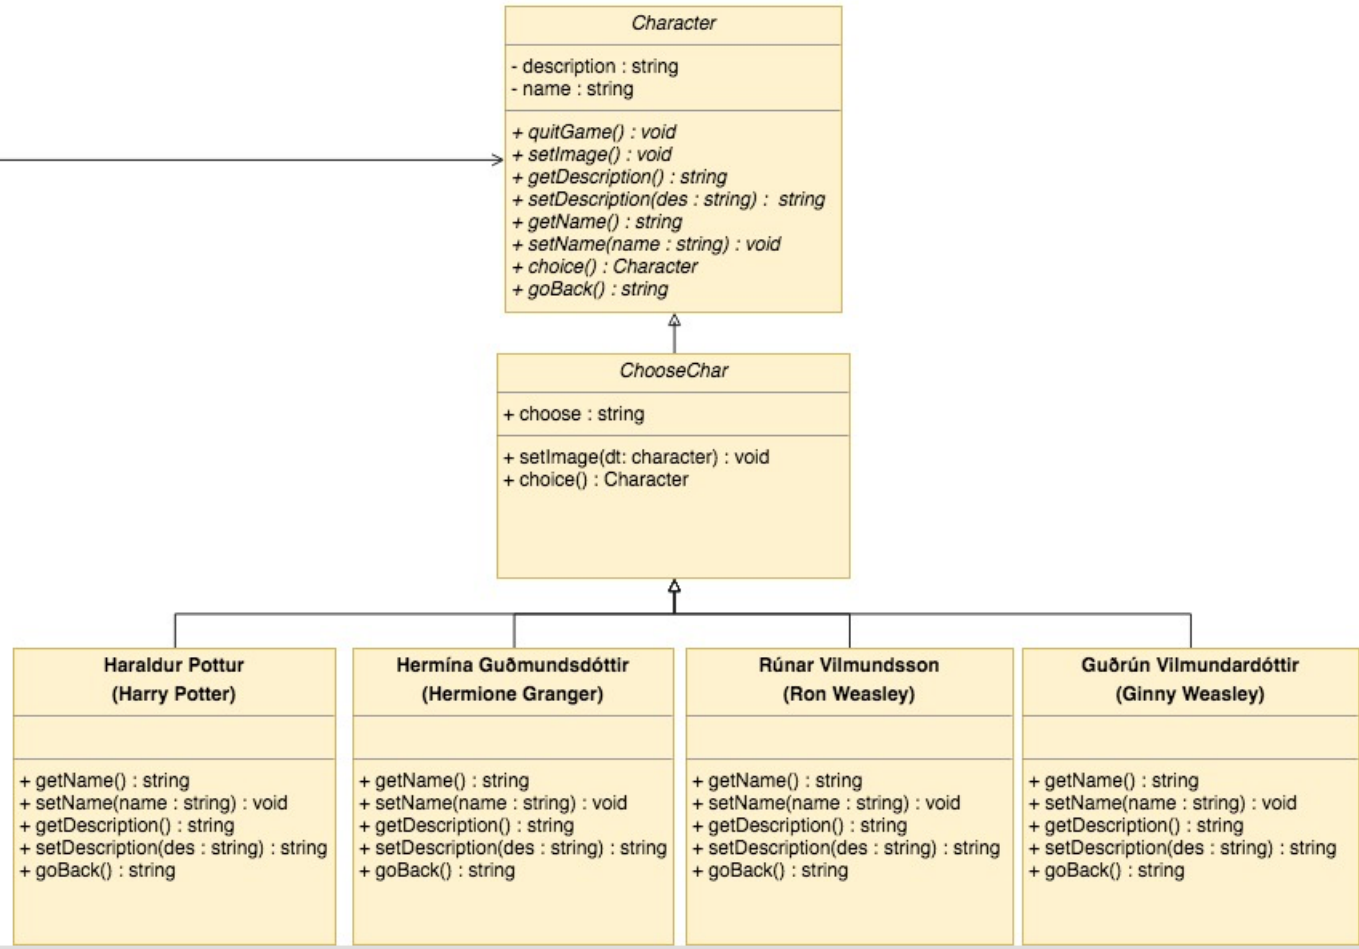 Character
- description : string
- name : string
+ quitGame() : void
+ setImage() : void
+ getDescription() : string
+ setDescription(des : string) : string
+ getName() : string
+ setName(name : string) : void
+ choice() : Character
+ goBack() : string
ChooseChar
+ choose : string
+ setImage(dt: character) : void
+ choice() : Character
Haraldur Pottur
(Harry Potter)
+ getName() : string
+ setName(name : string) : void
+ getDescription() : string
+ setDescription(des : string) : string
+ goBack() : string
Hermína Guðmundsdóttir
(Hermione Granger)
+ getName() : string
+ setName(name : string) : void
+ getDescription() : string
+ setDescription(des : string) : string
+ goBack() : string
Rúnar Vilmundsson
(Ron Weasley)
+ getName() : string
+ setName(name : string) : void
+ getDescription() : string
+ setDescription(des : string) : string
+ goBack() : string
Guðrún Vilmundardóttir
(Ginny Weasley)
+ getName() : string
+ setName(name : string) : void
+ getDescription() : string
+ setDescription(des : string) : string
+ goBack() : string